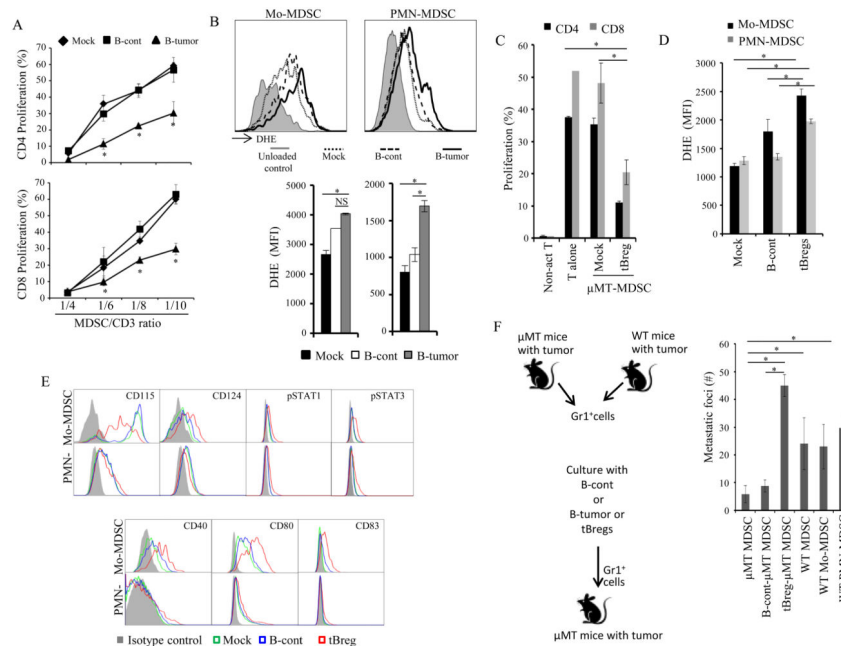 A
Mock B-cont B-tumor
CD4 Proliferation (%)
60
50
40
30
20
10
0
* * *
CD8 Proliferation (%)
70
60
50
40
30
20
10
0
* * *
1/4 1/6 1/8 1/10
MDSC/CD3 ratio
B
Mo-MDSC PMN-MDSC
DHE
Unloaded control Mock B-cont B-tumor
DHE (MFI)
5000
4000
3000
2000
1000
0
*
NS
2000
1500
1000
500
0
*
*
Mock B-cont B-tumor
C
CD4 CD8
Proliferation (%)
60
50
40
30
20
10
0
*
*
Non-act T
T alone
Mock
tBreg
µMT-MDSC
D
Mo-MDSC
PMN-MDSC
DHE (MFI)
3000
2500
2000
1500
1000
500
0
*
*
*
*
Mock B-cont tBregs
E
Mo-MDSC
PMN-
CD115 CD124 pSTAT1 pSTAT3
Mo-MDSC
PMN-
CD40 CD80 CD83
Isotype control Mock B-cont tBreg
F
µMT mice with tumor
WT mice with tumor
Gr1+cells
Culture with
B-cont
or
B-tumor or
tBregs
Gr1+
cells
µMT mice with tumor
Metastatic foci (#)
60
50
40
30
20
10
0
*
*
*
*
µMT MDSC
B-cont-µMT MDSC
tBreg-µMT MDSC
WT MDSC
WT Mo-MDSC